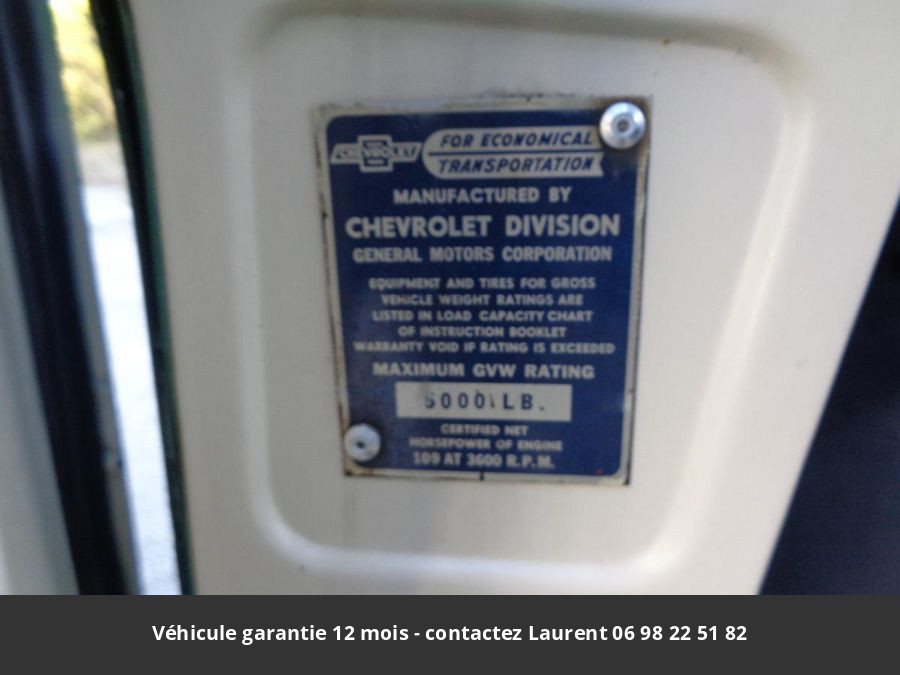 CHEVROLET
FOR ECONOMICAL
TRANSPORTATION
MANUFACTURED BY
CHEVROLET DIVISION
GENERAL MOTORS CORPORATION
EQUIPMENT AND TIRES FOR GROSS
VEHICLE WEIGHT RATINGS ARE
LISTED IN LOAD CAPACITY CHART
OF INSTRUCTION BOOKLET
WARRANTY VOID IF RATING IS EXCEEDED
MAXIMUM GVW RATING
LB.
CERTIFIED NET
HORSEPOWER OF ENGINE
109 AT 3600 R.P.M.
Véhicule garantie 12 mois - contactez Laurent 06 98 22 51 82